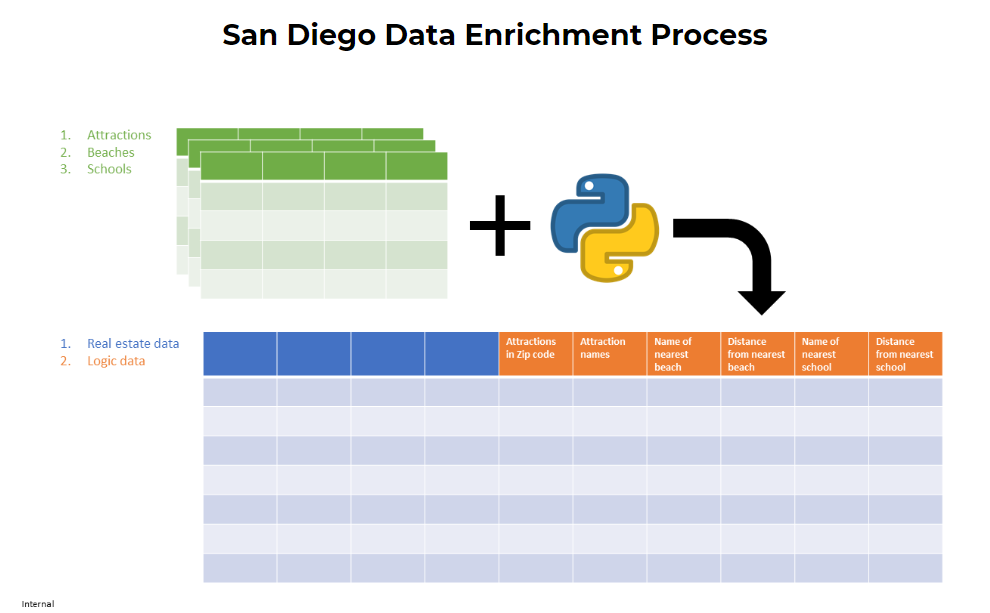 San Diego Data Enrichment Process
1. Attractions
2. Beaches
3. Schools
1. Real estate data
2. Logic data
Attractions
in Zip code
Attraction
names
Name of
nearest
beach
Distance
from nearest
beach
Name of
nearest
school
Distance
from nearest
school
Internal